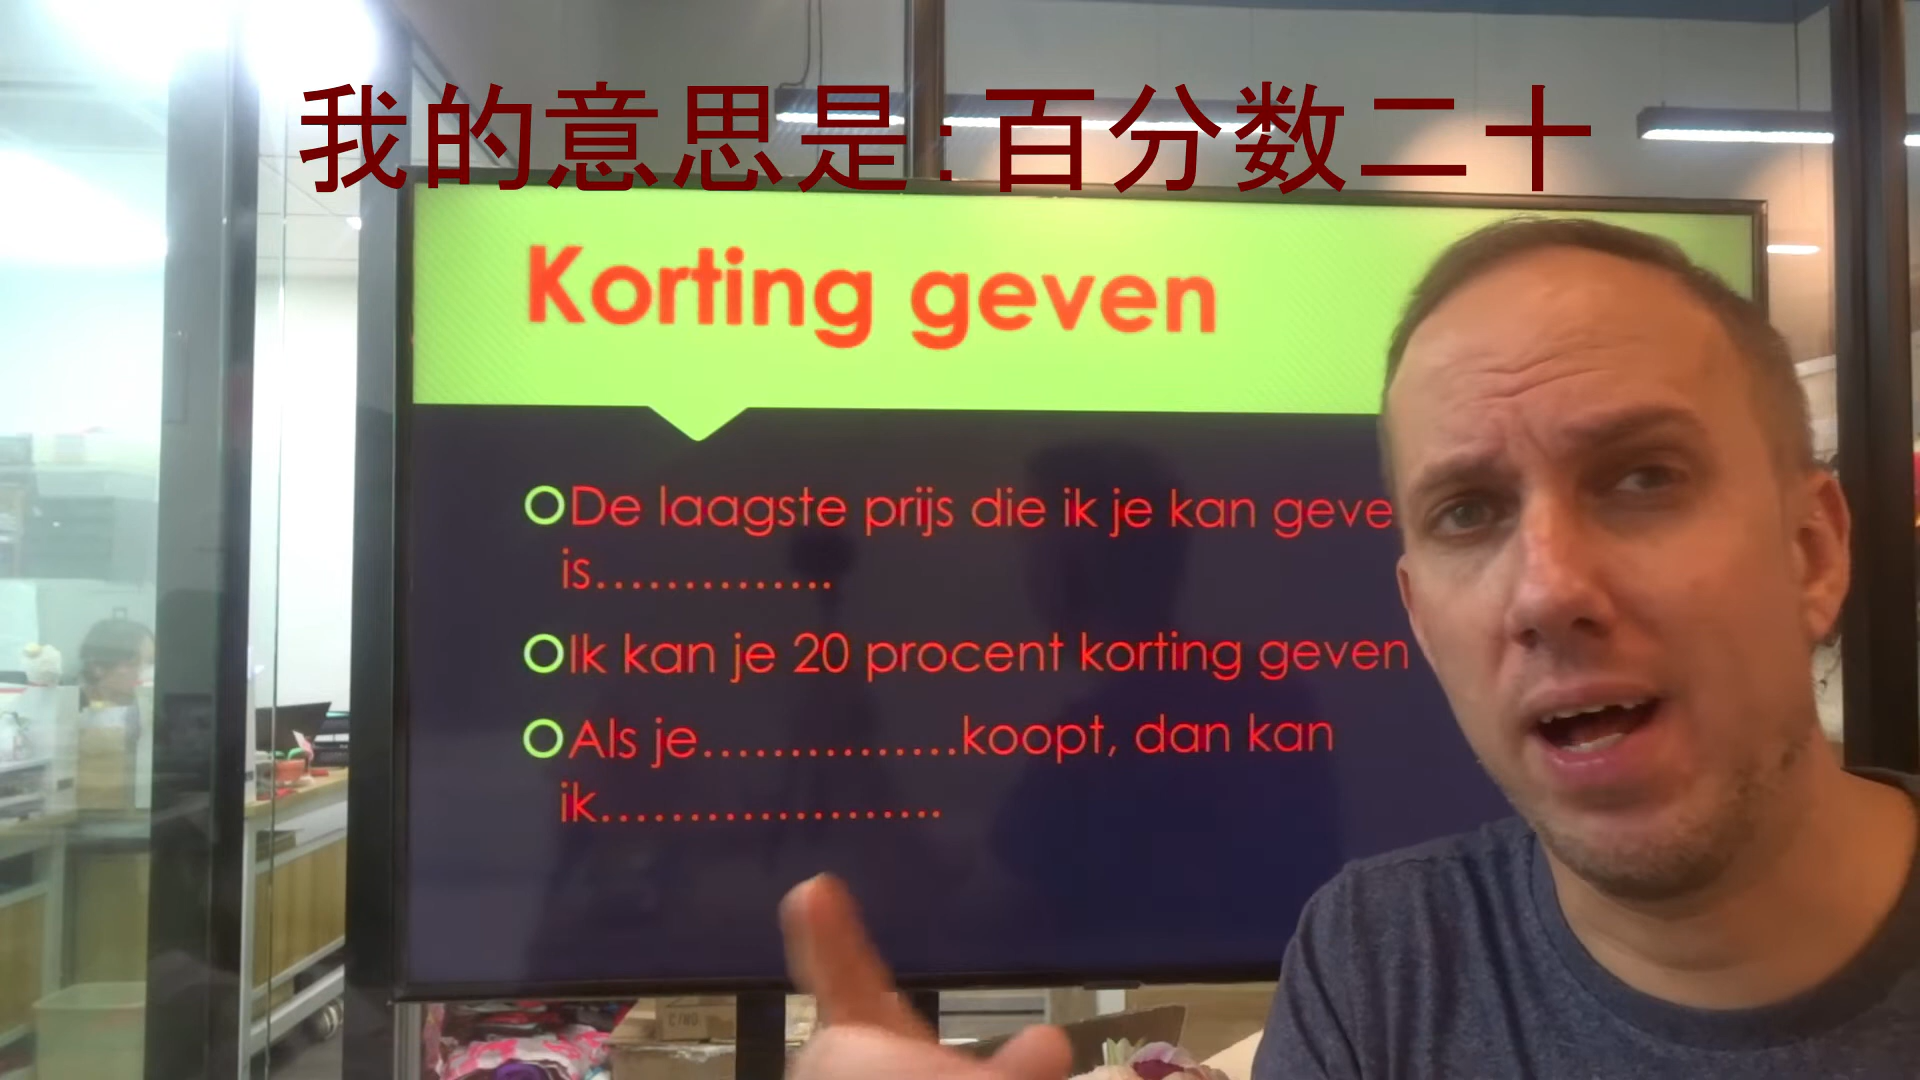 我的意思是:百分数二十
Korting geven
De laagste prijs die ik je kan geve
is..............
Ik kan je 20 procent korting geven
Als je...............koopt, dan kan
ik....................